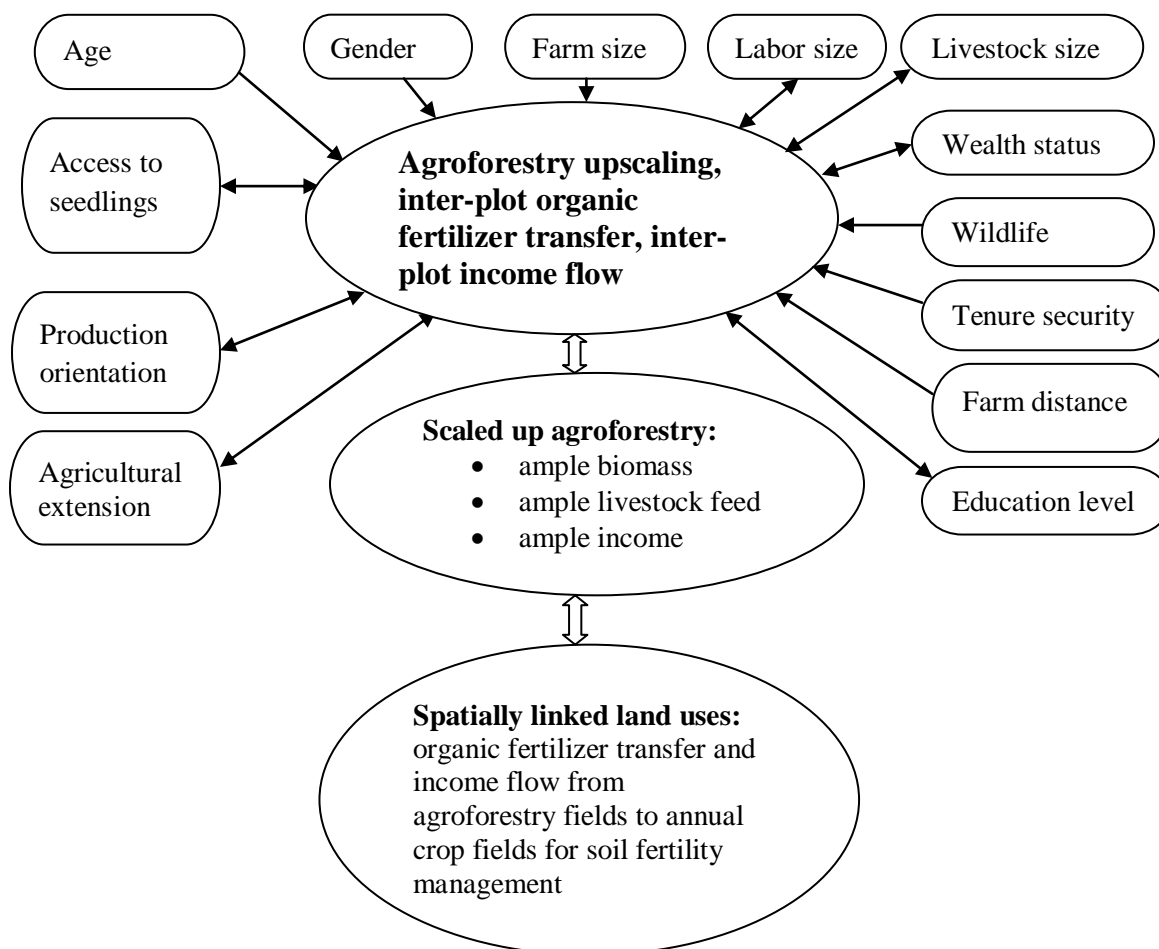 Age
Gender
Farm size
Labor size
Livestock size
Access to
seedlings
Agroforestry upscaling,
inter-plot organic
fertilizer transfer, inter-
plot income flow
Wealth status
Wildlife
Production
orientation
Tenure security
Farm distance
Agricultural
extension
Scaled up agroforestry:
• ample biomass
• ample livestock feed
• ample income
Education level
Spatially linked land uses:
organic fertilizer transfer and
income flow from
agroforestry fields to annual
crop fields for soil fertility
management